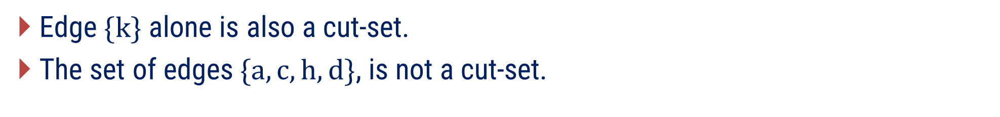 Edge {k} alone is also a cut-set.
The set of edges {a, c, h, d}, is not a cut-set.